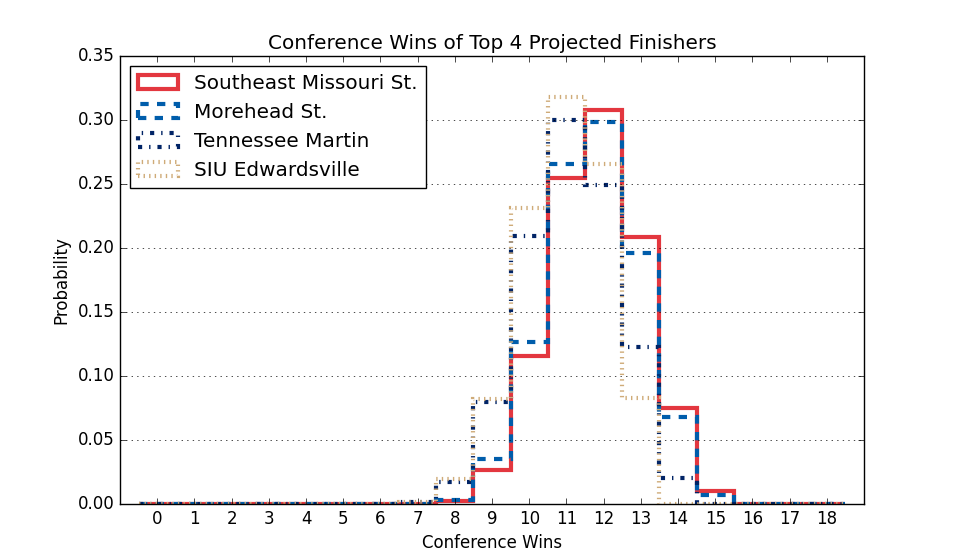 Conference Wins of Top 4 Projected Finishers
0.35
0.30
0.25
0.20
0.15
0.10
0.05
0.00
Probability
Southeast Missouri St.
Morehead St.
Tennessee Martin
SIU Edwardsville
0 1 2 3 4 5 6 7 8 9 10 11 12 13 14 15 16 17 18
Conference Wins